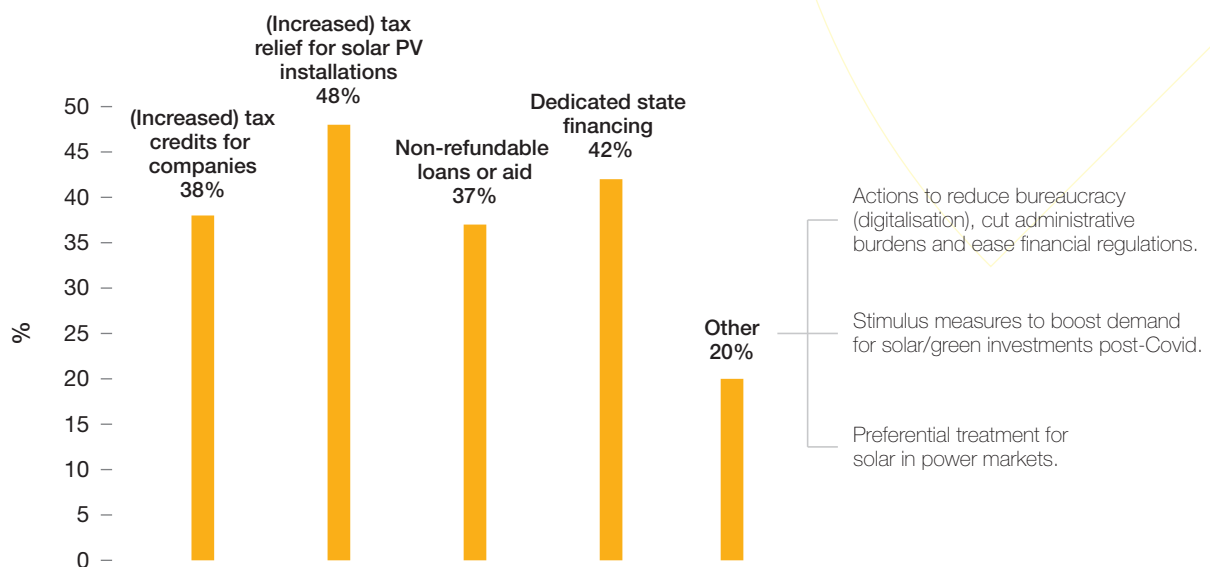 (Increased) tax
relief for solar PV
installations
48%
(Increased) tax
credits for
companies
38%
Non-refundable
loans or aid
37%
Dedicated state
financing
42%
Other
20%
50
45
40
35
30
25
20
15
10
5
0
%
Actions to reduce bureaucracy
(digitalisation), cut administrative
burdens and ease financial regulations.
Stimulus measures to boost demand
for solar/green investments post-Covid.
Preferential treatment for
solar in power markets.